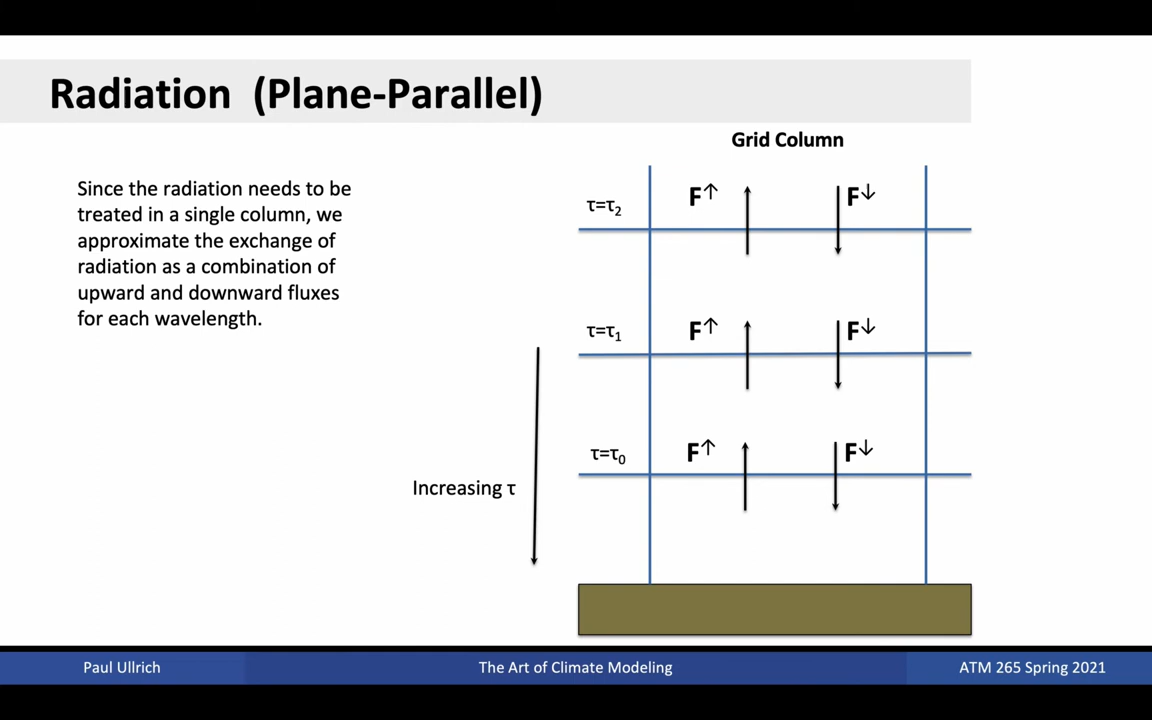 Radiation (Plane-Parallel)
Grid Column
Since the radiation needs to be
treated in a single column, we
approximate the exchange of
radiation as a combination of
upward and downward fluxes
for each wavelength.
τ=τ₂
F↑
F↓
τ=τ₁
F↑
F↓
τ=τ₀
F↑
F↓
Increasing τ
Paul Ullrich
The Art of Climate Modeling
ATM 265 Spring 2021